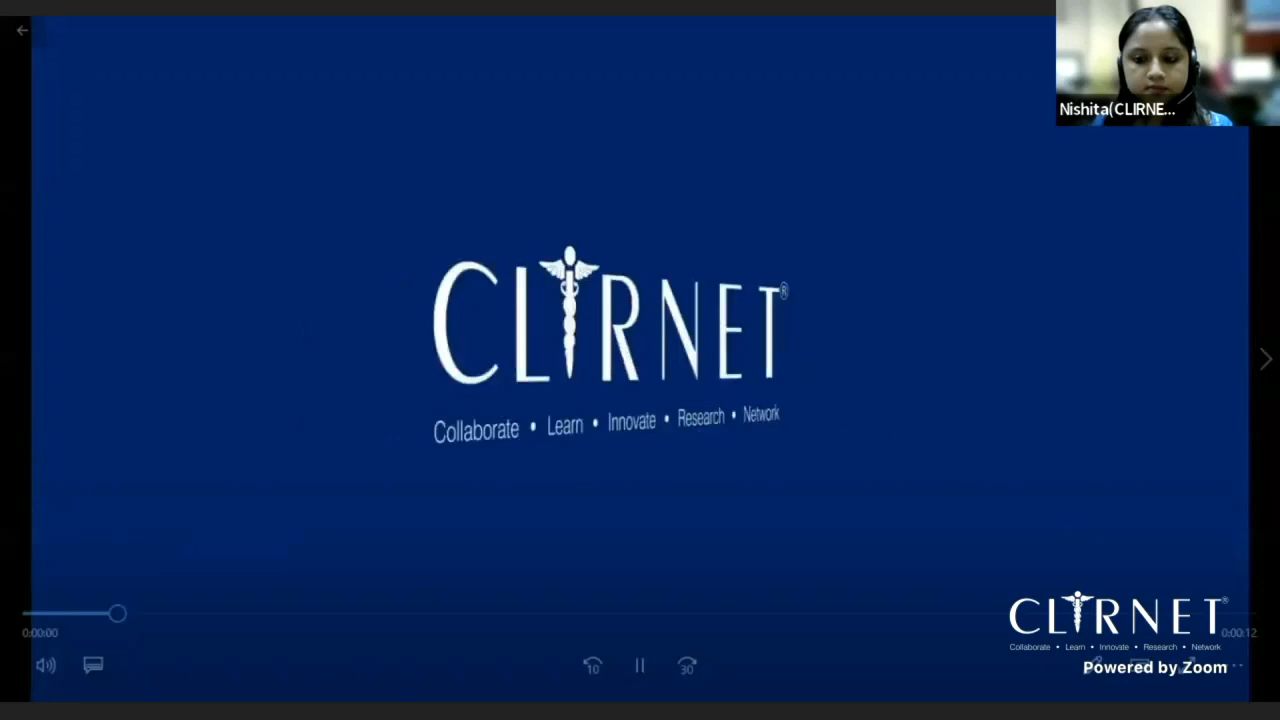 Nishita(CLIRNE...
CLIRNET®
Collaborate • Learn • Innovate • Research • Network
0:00:00
0:00:12
10
30
CLIRNET®
Collaborate • Learn • Innovate • Research • Network
Powered by Zoom